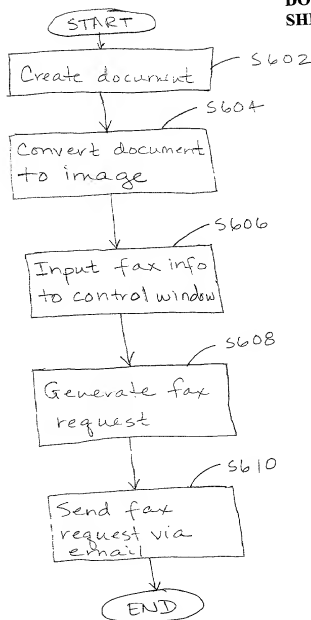 DO
SHI
START
Create document
S602
S604
Convert document
to image
S606
Input fax info
to control window
S608
Generate fax
request
S610
Send fax
request via
email
END